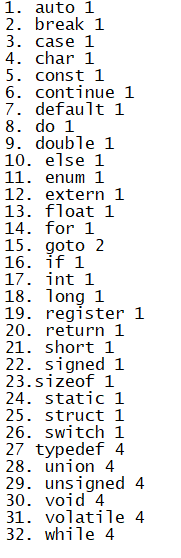 1. auto 1
2. break 1
3. case 1
4. char 1
5. const 1
6. continue 1
7. default 1
8. do 1
9. double 1
10. else 1
11. enum 1
12. extern 1
13. float 1
14. for 1
15. goto 2
16. if 1
17. int 1
18. long 1
19. register 1
20. return 1
21. short 1
22. signed 1
23.sizeof 1
24. static 1
25. struct 1
26. switch 1
27 typedef 4
28. union 4
29. unsigned 4
30. void 4
31. volatile 4
32. while 4